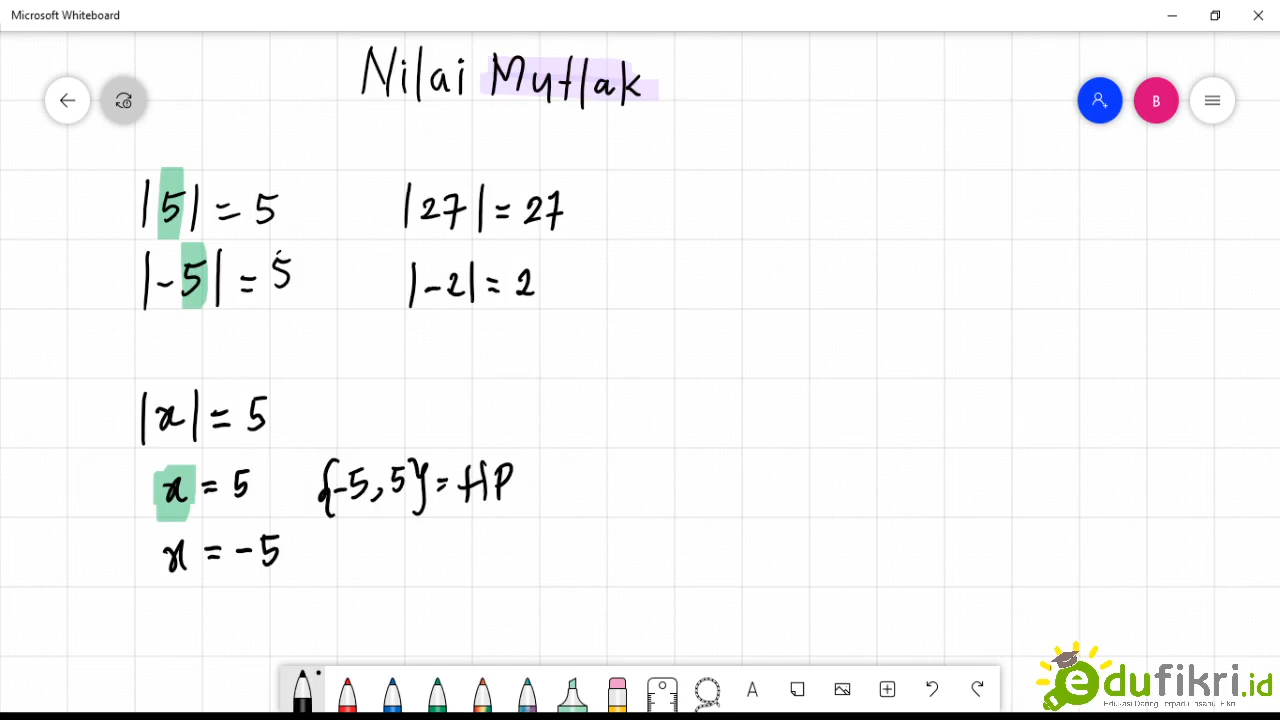 Microsoft Whiteboard
Nilai Mutlak
B
|5| = 5
|27| = 27
|-5| = 5
|-2| = 2
|x| = 5
x = 5
{-5, 5} = HP
x = -5
A
edufikri.id